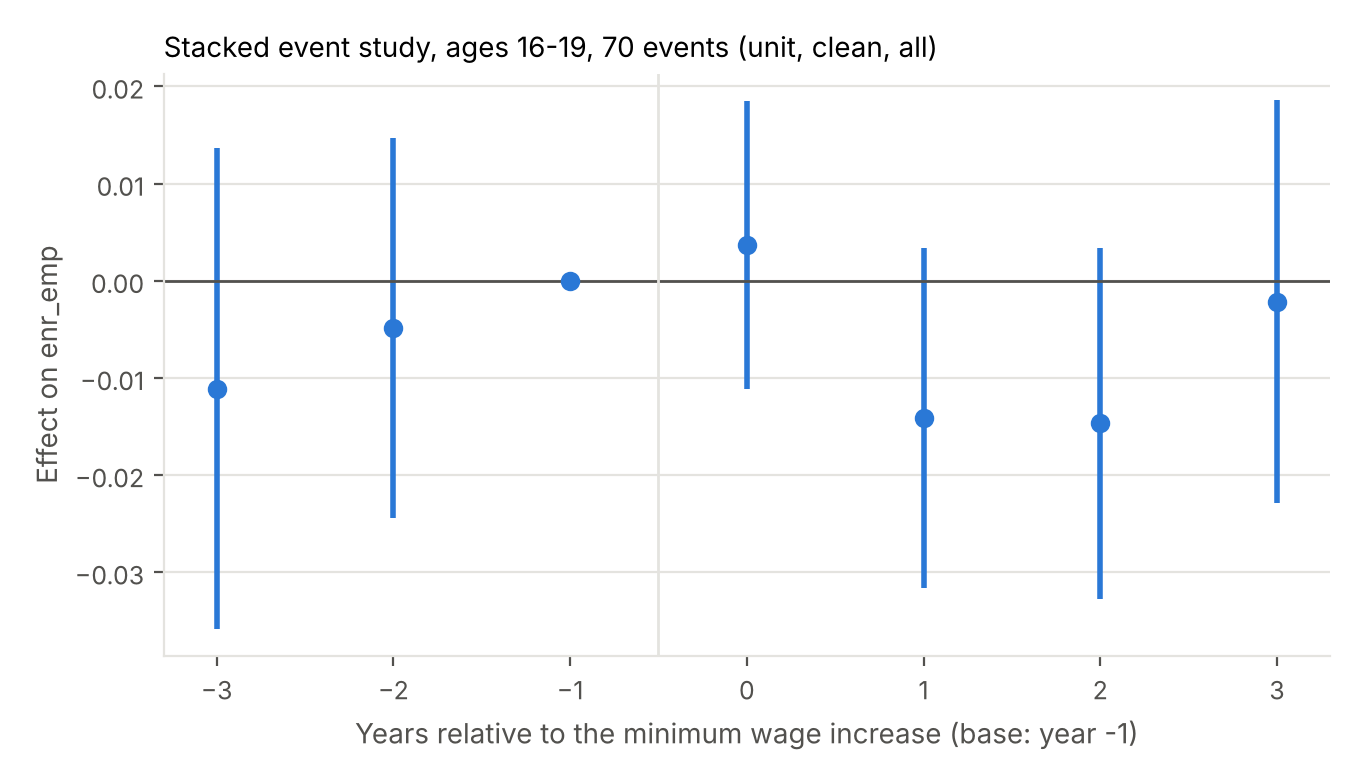 Stacked event study, ages 16-19, 70 events (unit, clean, all)
0.02
0.01
0.00
−0.01
−0.02
−0.03
Effect on enr_emp
−3 −2 −1 0 1 2 3
Years relative to the minimum wage increase (base: year -1)